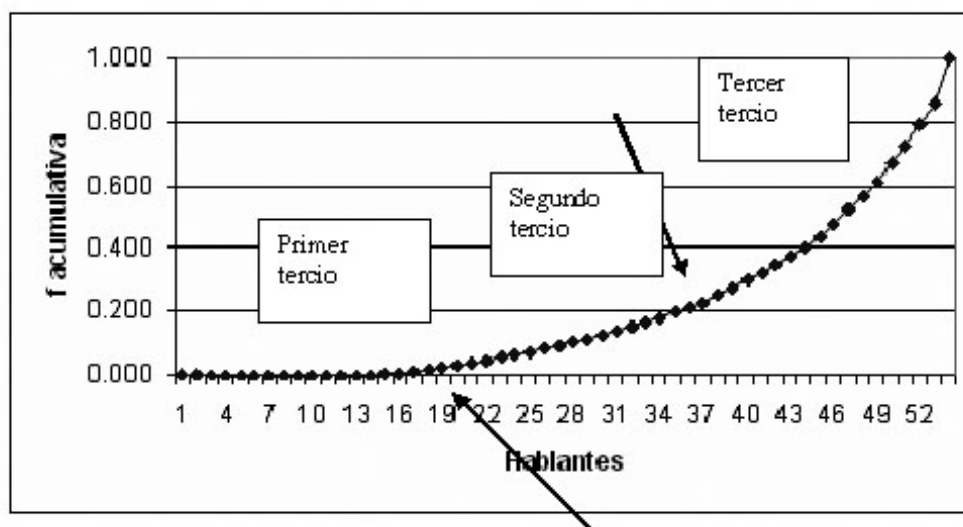 1.000
0.800
0.600
0.400
0.200
0.000
f acumulativa
Tercer
tercio
Segundo
tercio
Primer
tercio
1 4 7 10 13 16 19 22 25 28 31 34 37 40 43 46 49 52
Hablantes